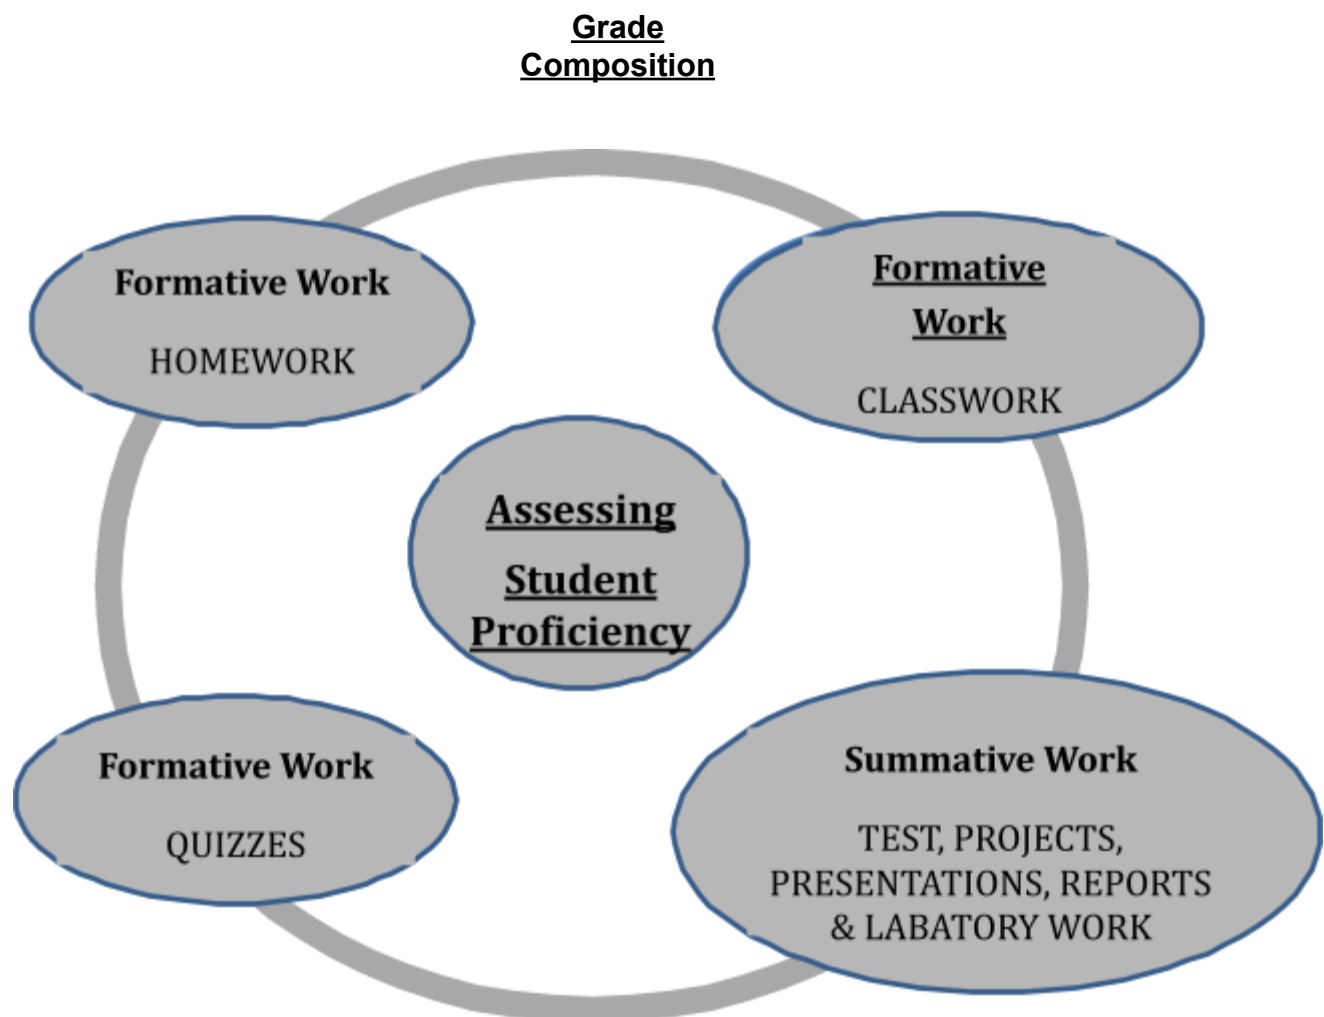 Grade
Composition
Formative Work
HOMEWORK
Formative
Work
CLASSWORK
Assessing
Student
Proficiency
Formative Work
QUIZZES
Summative Work
TEST, PROJECTS,
PRESENTATIONS, REPORTS
& LABATORY WORK